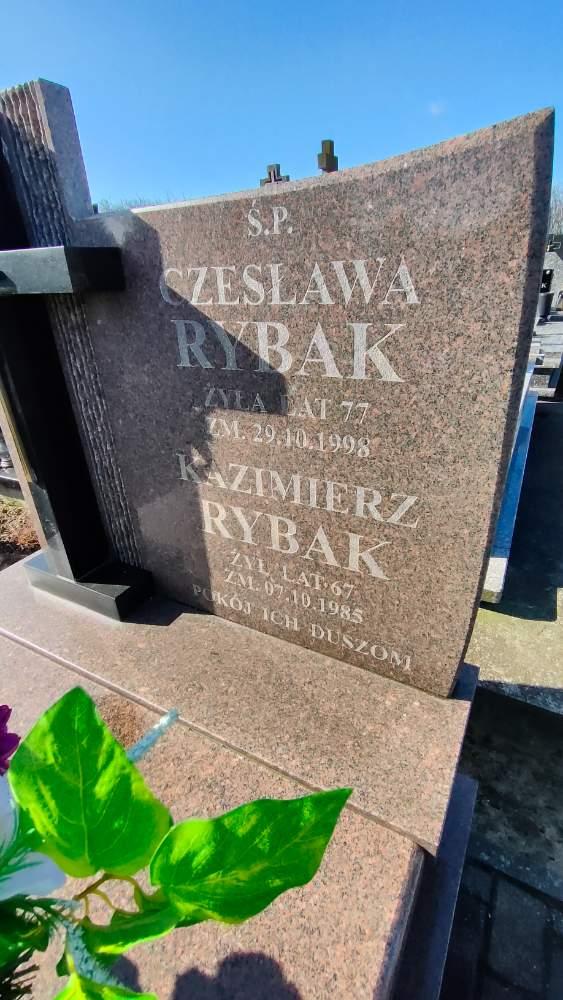 Ś.P.
CZESŁAWA
RYBAK
ŻYŁA LAT 77
ZM. 29.10.1998
KAZIMIERZ
RYBAK
ŻYŁ LAT 67
ZM. 07.10.1985
POKÓJ ICH DUSZOM